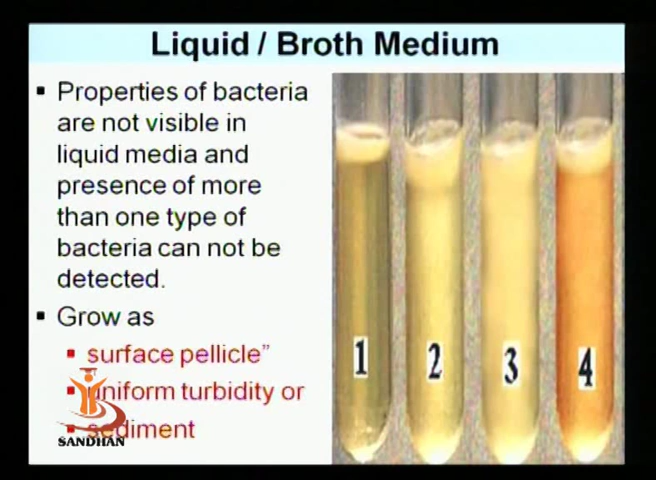 Liquid / Broth Medium
Properties of bacteria
are not visible in
liquid media and
presence of more
than one type of
bacteria can not be
detected.
Grow as
surface pellicle”
uniform turbidity or
sediment
SANDHAN
1 2 3 4